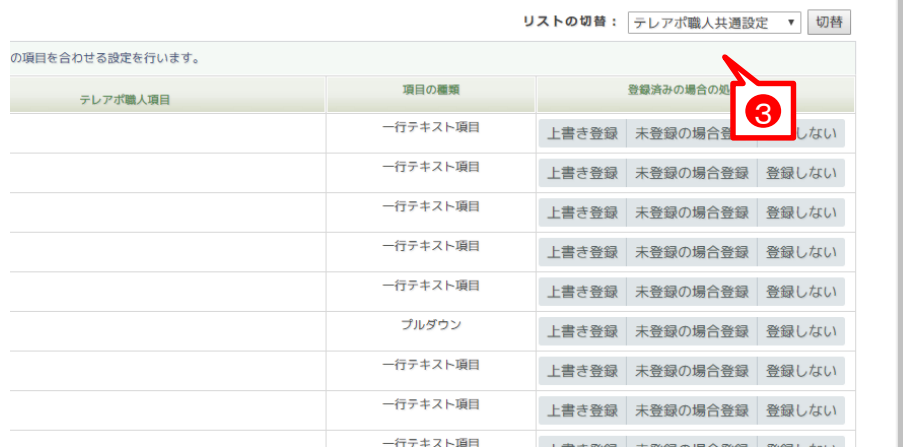 リストの切替： テレアポ職人共通設定 ▼ 切替
の項目を合わせる設定を行います。
テレアポ職人項目 項目の種類 登録済みの場合の処
3
一行テキスト項目 上書き登録 未登録の場合登 しない
一行テキスト項目 上書き登録 未登録の場合登録 登録しない
一行テキスト項目 上書き登録 未登録の場合登録 登録しない
一行テキスト項目 上書き登録 未登録の場合登録 登録しない
一行テキスト項目 上書き登録 未登録の場合登録 登録しない
プルダウン 上書き登録 未登録の場合登録 登録しない
一行テキスト項目 上書き登録 未登録の場合登録 登録しない
一行テキスト項目 上書き登録 未登録の場合登録 登録しない
一行テキスト項目